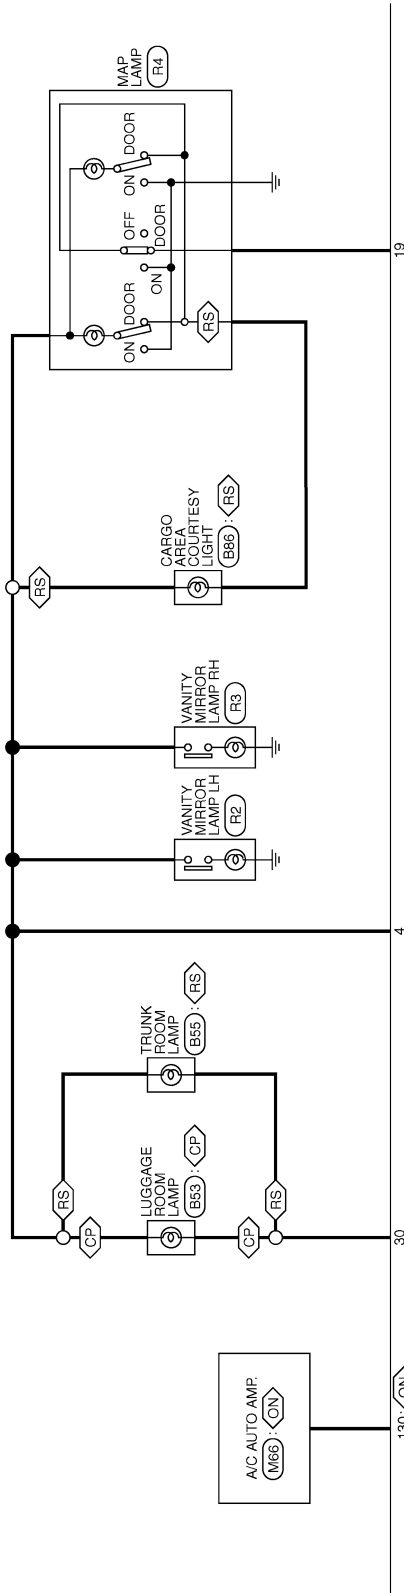 A/C AUTO AMP.
M66 : ON
LUGGAGE
ROOM
LAMP
B53 : CP
CP
CP
RS
RS
TRUNK
ROOM
LAMP
B55 : RS
VANITY
MIRROR
LAMP LH
R2
VANITY
MIRROR
LAMP RH
R3
RS
CARGO
AREA
COURTESY
LIGHT
B86 : RS
MAP
LAMP
R4
ON
DOOR
ON
OFF
DOOR
ON
DOOR
RS
30
4
19